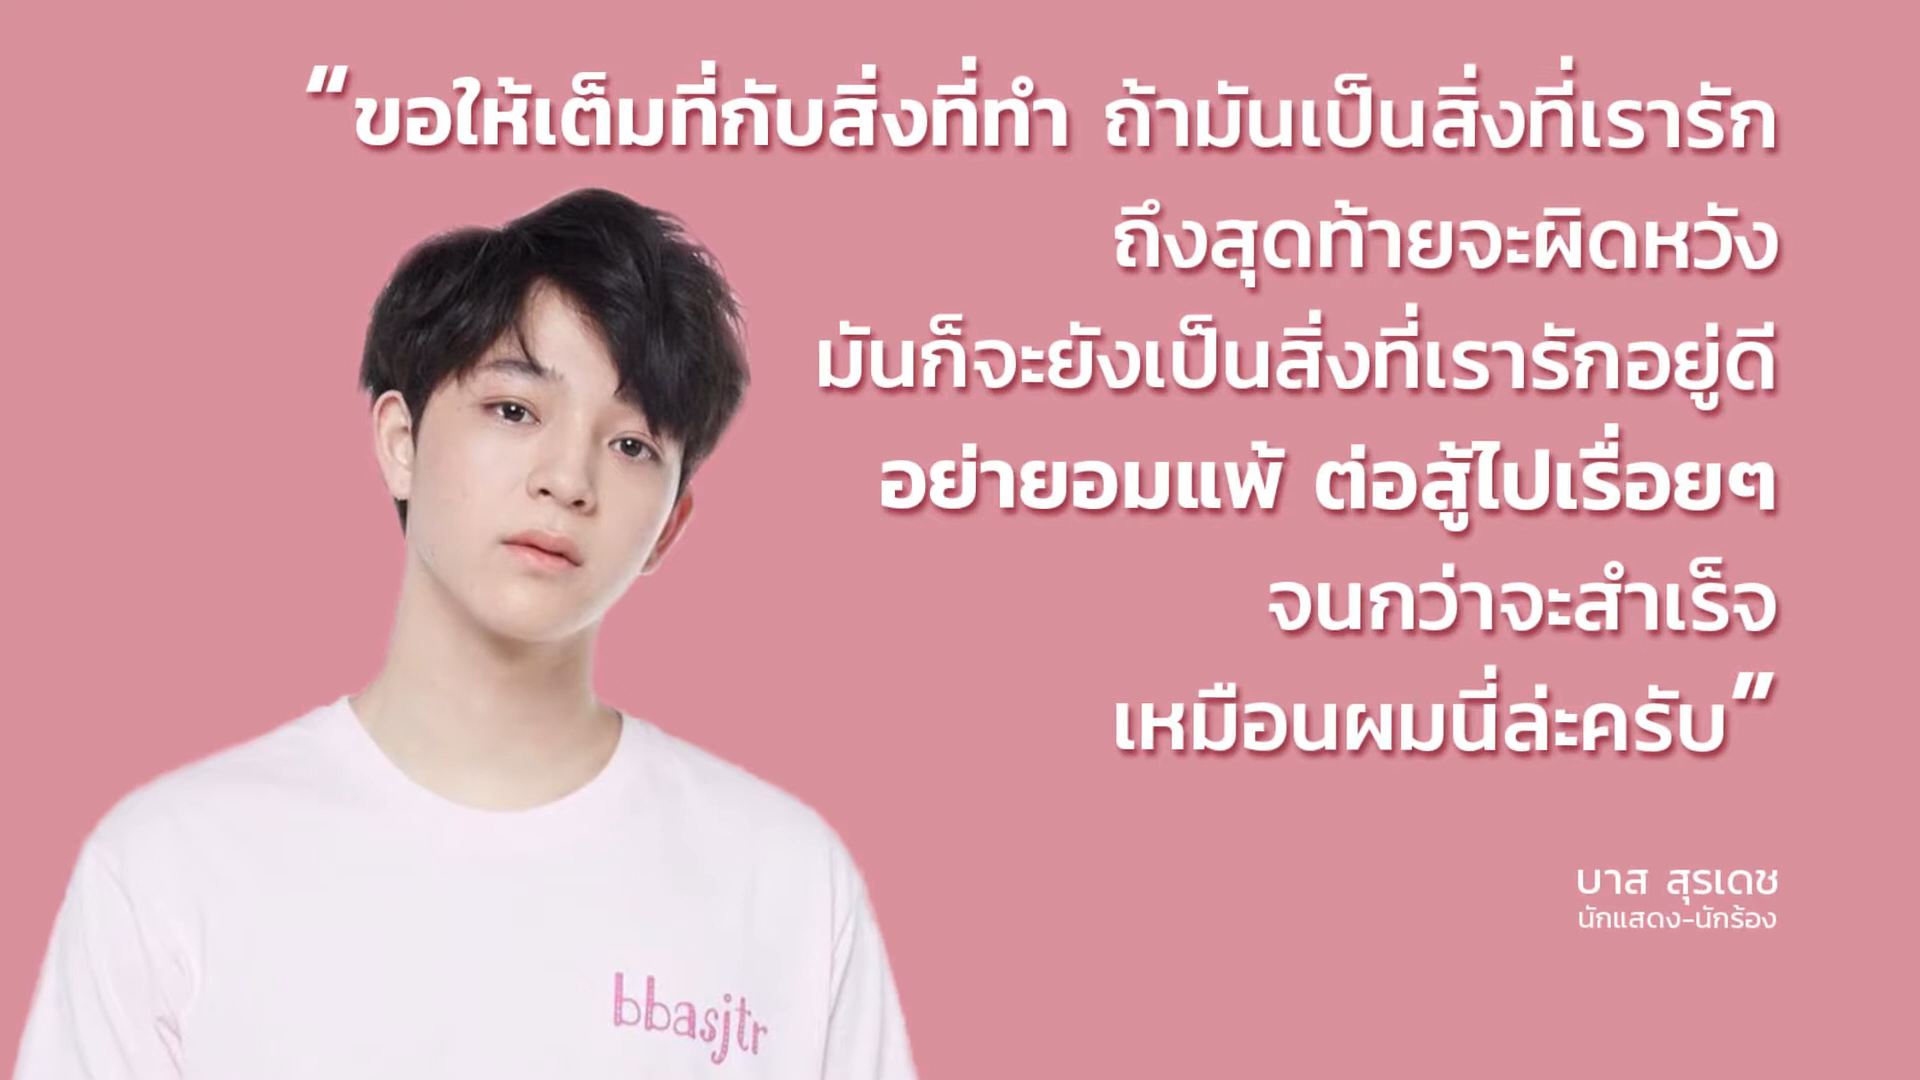 “ขอให้เต็มที่กับสิ่งที่ทำ ถ้ามันเป็นสิ่งที่เรารัก
ถึงสุดท้ายจะผิดหวัง
มันก็จะยังเป็นสิ่งที่เรารักอยู่ดี
อย่ายอมแพ้ ต่อสู้ไปเรื่อยๆ
จนกว่าจะสำเร็จ
เหมือนผมนี่ล่ะครับ”
บาส สุรเดช
นักแสดง-นักร้อง
bbasjtr